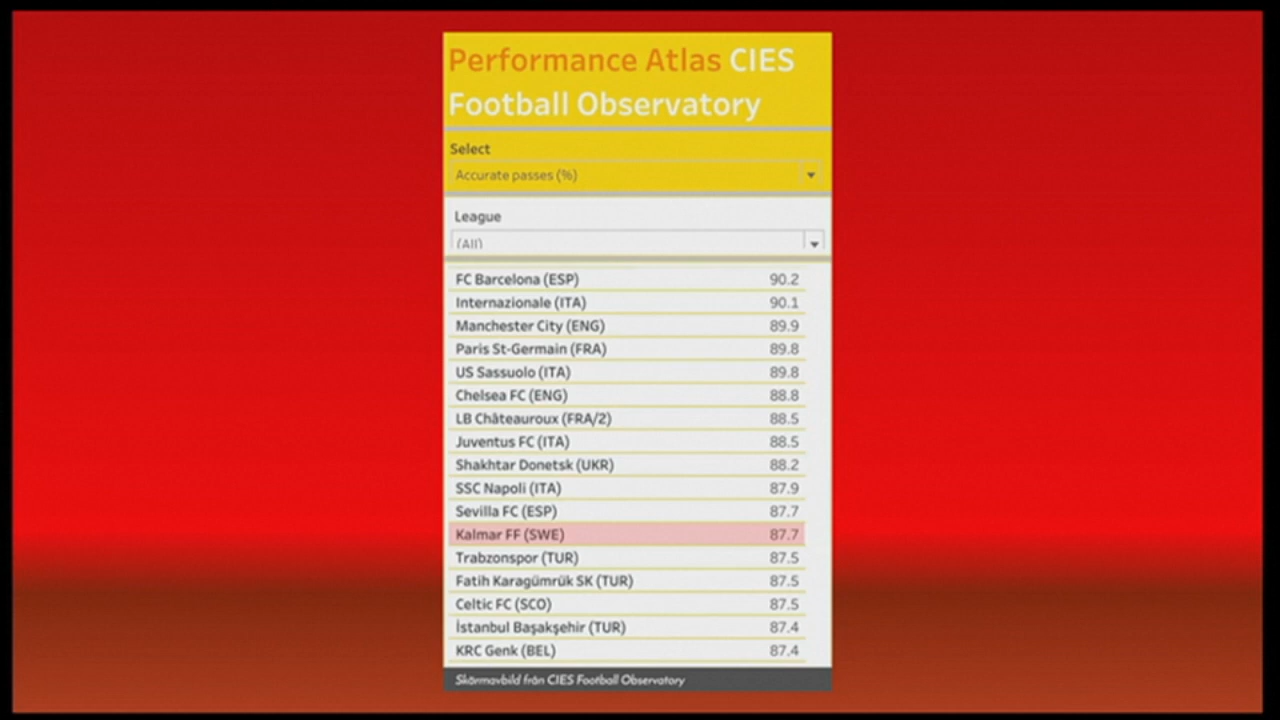 Performance Atlas CIES
Football Observatory
Select
Accurate passes (%)
League
(All)
FC Barcelona (ESP) 90.2
Internazionale (ITA) 90.1
Manchester City (ENG) 89.9
Paris St-Germain (FRA) 89.8
US Sassuolo (ITA) 89.8
Chelsea FC (ENG) 88.8
LB Châteauroux (FRA/2) 88.5
Juventus FC (ITA) 88.5
Shakhtar Donetsk (UKR) 88.2
SSC Napoli (ITA) 87.9
Sevilla FC (ESP) 87.7
Kalmar FF (SWE) 87.7
Trabzonspor (TUR) 87.5
Fatih Karagümrük SK (TUR) 87.5
Celtic FC (SCO) 87.5
İstanbul Başakşehir (TUR) 87.4
KRC Genk (BEL) 87.4
Skärmavbild från CIES Football Observatory